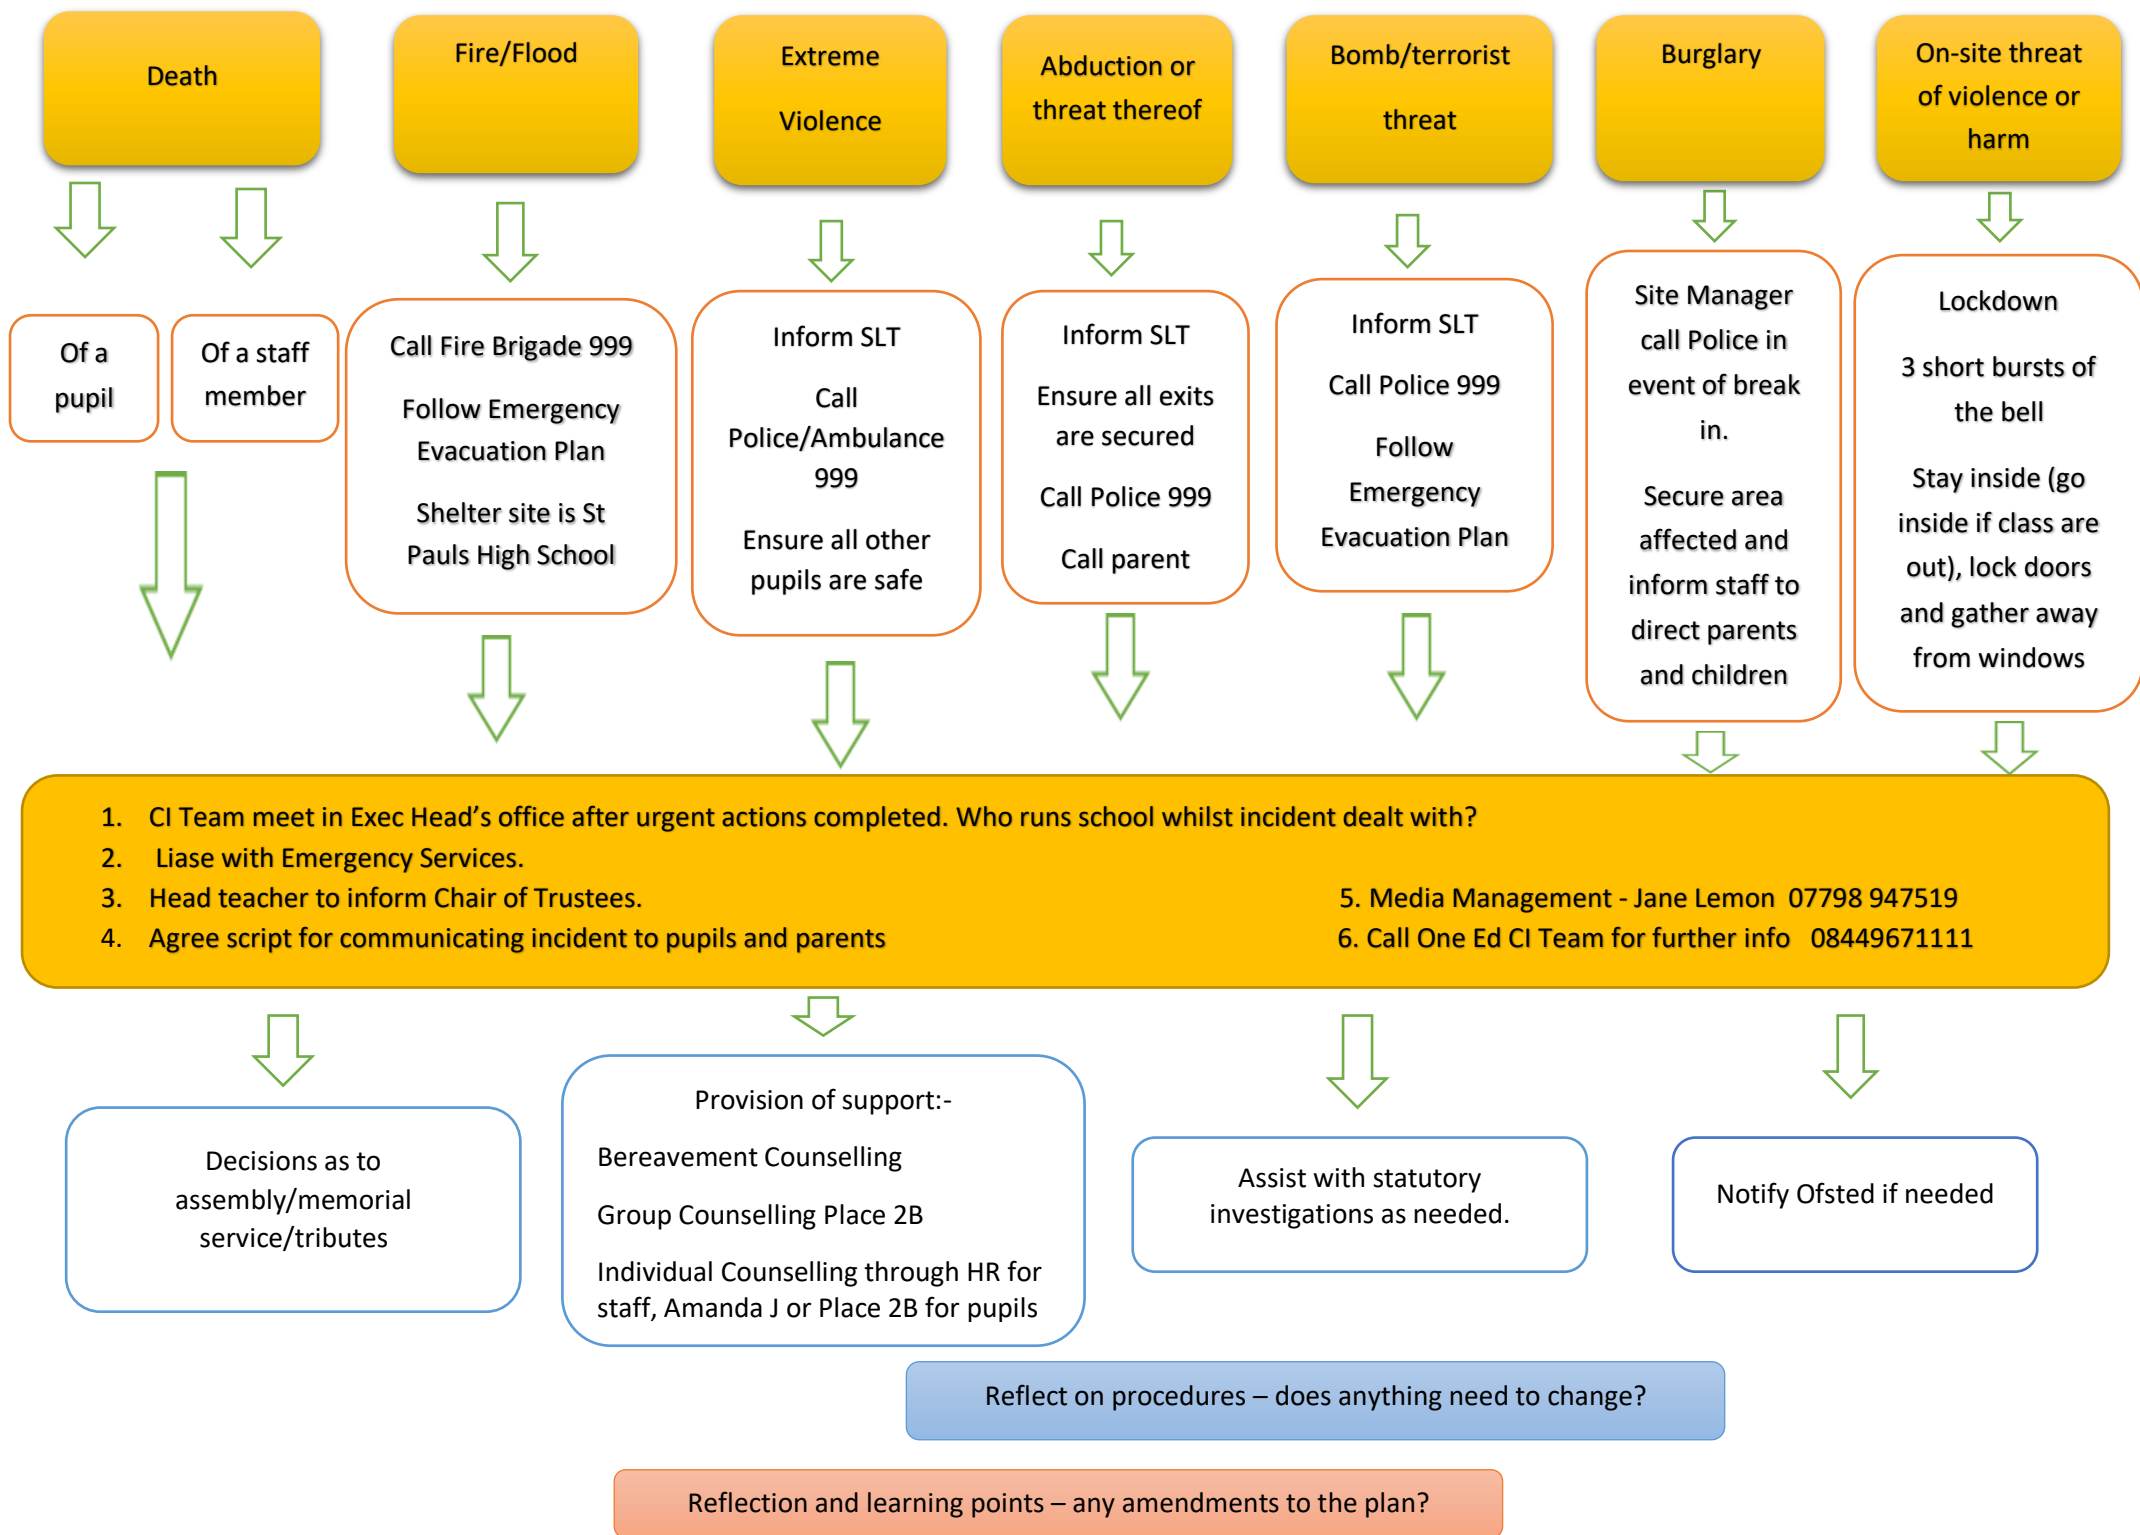 Death
Fire/Flood
Extreme
Violence
Abduction or
threat thereof
Bomb/terrorist
threat
Burglary
On-site threat
of violence or
harm
Of a
pupil
Of a staff
member
Call Fire Brigade 999
Follow Emergency
Evacuation Plan
Shelter site is St
Pauls High School
Inform SLT
Call
Police/Ambulance
999
Ensure all other
pupils are safe
Inform SLT
Ensure all exits
are secured
Call Police 999
Call parent
Inform SLT
Call Police 999
Follow
Emergency
Evacuation Plan
Site Manager
call Police in
event of break
in.
Secure area
affected and
inform staff to
direct parents
and children
Lockdown
3 short bursts of
the bell
Stay inside (go
inside if class are
out), lock doors
and gather away
from windows
1. CI Team meet in Exec Head’s office after urgent actions completed. Who runs school whilst incident dealt with?
2. Liase with Emergency Services.
3. Head teacher to inform Chair of Trustees.
4. Agree script for communicating incident to pupils and parents
5. Media Management - Jane Lemon 07798 947519
6. Call One Ed CI Team for further info 08449671111
Decisions as to
assembly/memorial
service/tributes
Provision of support:-
Bereavement Counselling
Group Counselling Place 2B
Individual Counselling through HR for
staff, Amanda J or Place 2B for pupils
Assist with statutory
investigations as needed.
Notify Ofsted if needed
Reflect on procedures – does anything need to change?
Reflection and learning points – any amendments to the plan?